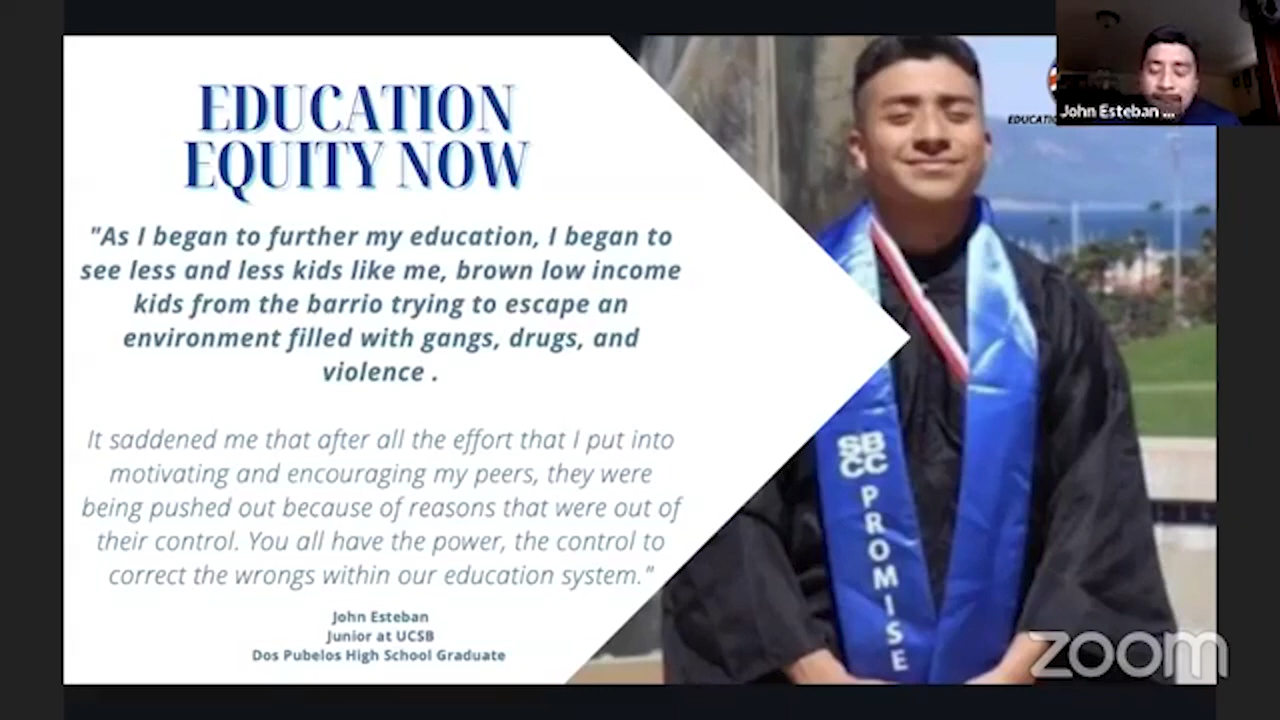 EDUCATION
EQUITY NOW
"As I began to further my education, I began to
see less and less kids like me, brown low income
kids from the barrio trying to escape an
environment filled with gangs, drugs, and
violence .
It saddened me that after all the effort that I put into
motivating and encouraging my peers, they were
being pushed out because of reasons that were out of
their control. You all have the power, the control to
correct the wrongs within our education system."
John Esteban
Junior at UCSB
Dos Pubelos High School Graduate
SB
CC
PROMISE
John Esteban ...
zoom